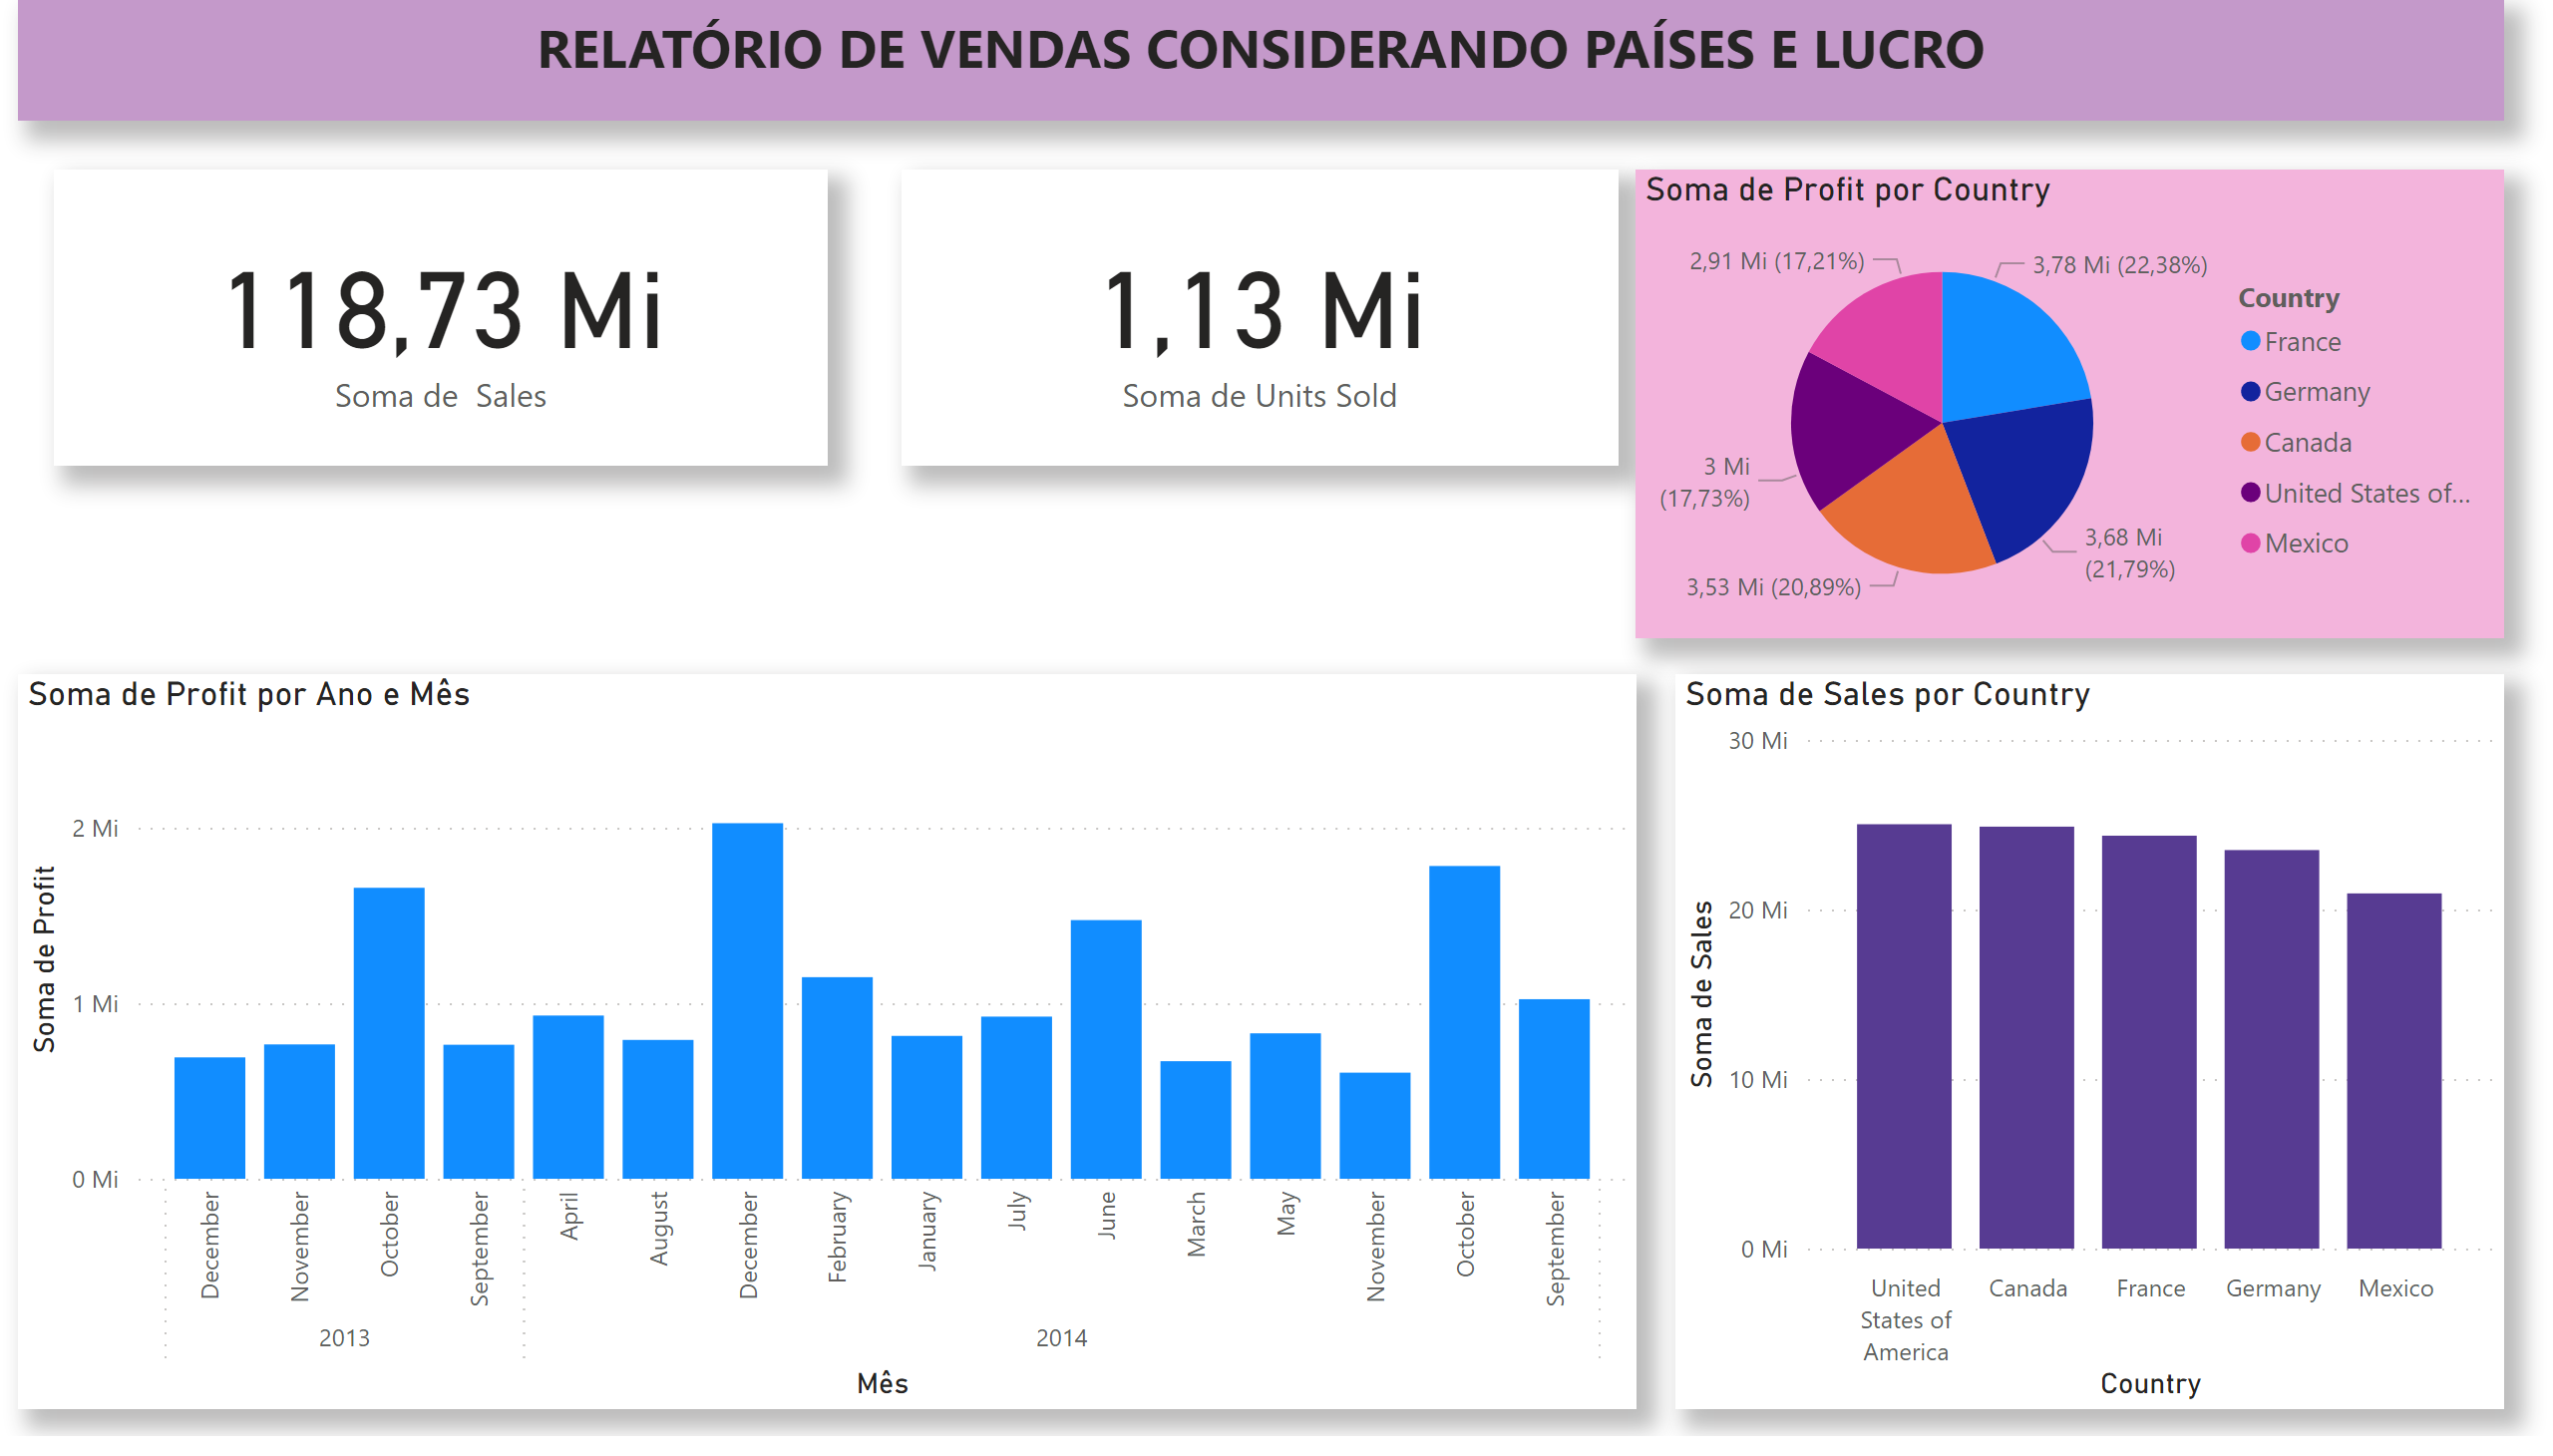 RELATÓRIO DE VENDAS CONSIDERANDO PAÍSES E LUCRO
118,73 Mi
Soma de  Sales
1,13 Mi
Soma de Units Sold
Soma de Profit por Country
2,91 Mi (17,21%)
3,78 Mi (22,38%)
3 Mi
(17,73%)
3,68 Mi
(21,79%)
3,53 Mi (20,89%)
Country
France
Germany
Canada
United States of...
Mexico
Soma de Profit por Ano e Mês
Soma de Profit
2 Mi
1 Mi
0 Mi
December
November
October
September
April
August
December
February
January
July
June
March
May
November
October
September
2013
2014
Mês
Soma de Sales por Country
Soma de Sales
30 Mi
20 Mi
10 Mi
0 Mi
United
States of
America
Canada
France
Germany
Mexico
Country